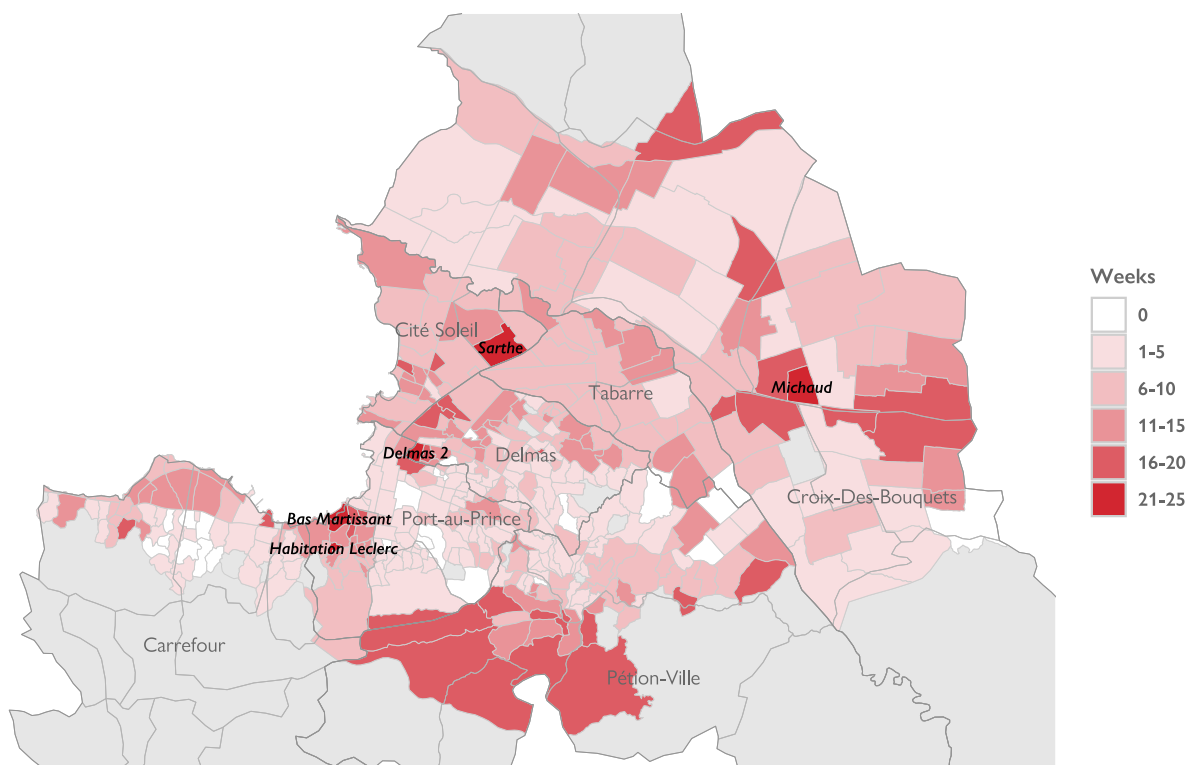 Weeks
0
1-5
6-10
11-15
16-20
21-25
Cité Soleil
Sarthe
Michaud
Tabarre
Delmas 2
Delmas
Croix-Des-Bouquets
Bas Martissant
Port-au-Prince
Habitation Leclerc
Carrefour
Pétion-Ville